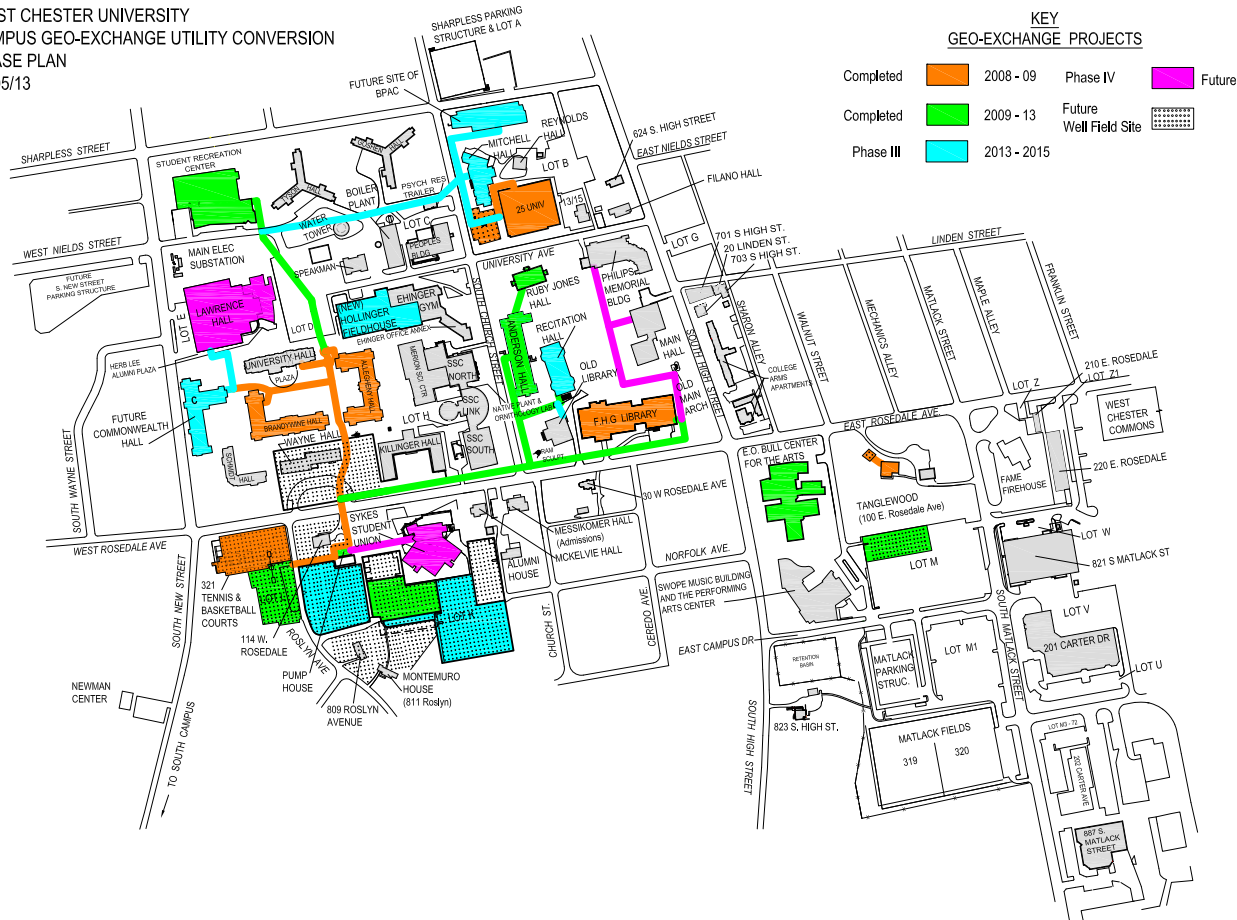 ST CHESTER UNIVERSITY
MPUS GEO-EXCHANGE UTILITY CONVERSION
ASE PLAN
5/13
KEY
GEO-EXCHANGE PROJECTS
Completed
2008 - 09
Phase IV
Future
Completed
2009 - 13
Future
Well Field Site
Phase III
2013 - 2015
SHARPLESS PARKING
STRUCTURE & LOT A
FUTURE SITE OF
BPAC
SHARPLESS STREET
STUDENT RECREATION
CENTER
TYSON HALL
GOSHEN HALL
BOILER
PLANT
PSYCH RES
TRAILER
MITCHELL
HALL
REYNOLDS
HALL
LOT B
624 S. HIGH STREET
EAST NIELDS STREET
FILANO HALL
25 UNIV
13/15
WATER
TOWER
LOT C
PEOPLES
BLDG
SPEAKMAN
UNIVERSITY AVE
LOT G
701 S HIGH ST.
20 LINDEN ST.
703 S HIGH ST.
LINDEN STREET
WEST NIELDS STREET
MAIN ELEC
SUBSTATION
FUTURE
S. NEW STREET
PARKING STRUCTURE
LOT E
LAWRENCE
HALL
LOT D
(NEW)
HOLLINGER
FIELDHOUSE
EHINGER
GYM
EHINGER OFFICE ANNEX
SOUTH CHURCH STREET
RUBY JONES
HALL
ANDERSON HALL
RECITATION
HALL
OLD
LIBRARY
PHILIPS
MEMORIAL
BLDG
MAIN
HALL
OLD
MAIN
ARCH
SOUTH HIGH STREET
SHARON ALLEY
WALNUT STREET
MECHANICS ALLEY
MATLACK STREET
MAPLE ALLEY
FRANKLIN STREET
COLLEGE
ARMS
APARTMENTS
HERB LEE
ALUMNI PLAZA
UNIVERSITY HALL
PLAZA
ALLEGHENY HALL
MERION SCI. CTR
SSC
NORTH
SSC
LINK
SSC
SOUTH
NATIVE PLANT &
ORNITHOLOGY LABS
F.H.G LIBRARY
RAM
SCULPT
C
FUTURE
COMMONWEALTH
HALL
BRANDYWINE HALL
WAYNE HALL
LOT H
KILLINGER HALL
SCHMIDT
HALL
SOUTH WAYNE STREET
WEST ROSEDALE AVE
EAST ROSEDALE AVE.
LOT Z
210 E. ROSEDALE
LOT Z1
WEST
CHESTER
COMMONS
220 E. ROSEDALE
FAME
FIREHOUSE
E.O. BULL CENTER
FOR THE ARTS
TANGLEWOOD
(100 E. Rosedale Ave)
LOT M
LOT W
821 S MATLACK ST
SYKES
STUDENT
UNION
30 W ROSEDALE AVE
MESSIKOMER HALL
(Admissions)
MCKELVIE HALL
ALUMNI
HOUSE
NORFOLK AVE.
SWOPE MUSIC BUILDING
AND THE PERFORMING
ARTS CENTER
321
TENNIS &
BASKETBALL
COURTS
LOT L
LOT K
114 W.
ROSEDALE
ROSLYN AVE
PUMP
HOUSE
809 ROSLYN
AVENUE
MONTEMURO
HOUSE
(811 Roslyn)
CHURCH ST.
CEREDO AVE.
EAST CAMPUS DR
RETENTION
BASIN
MATLACK
PARKING
STRUC.
LOT M1
SOUTH MATLACK STREET
LOT V
201 CARTER DR
LOT U
SOUTH NEW STREET
NEWMAN
CENTER
TO SOUTH CAMPUS
SOUTH HIGH STREET
823 S. HIGH ST.
MATLACK FIELDS
319
320
LOT NO - 72
202 CARTER AVE
887 S.
MATLACK
STREET